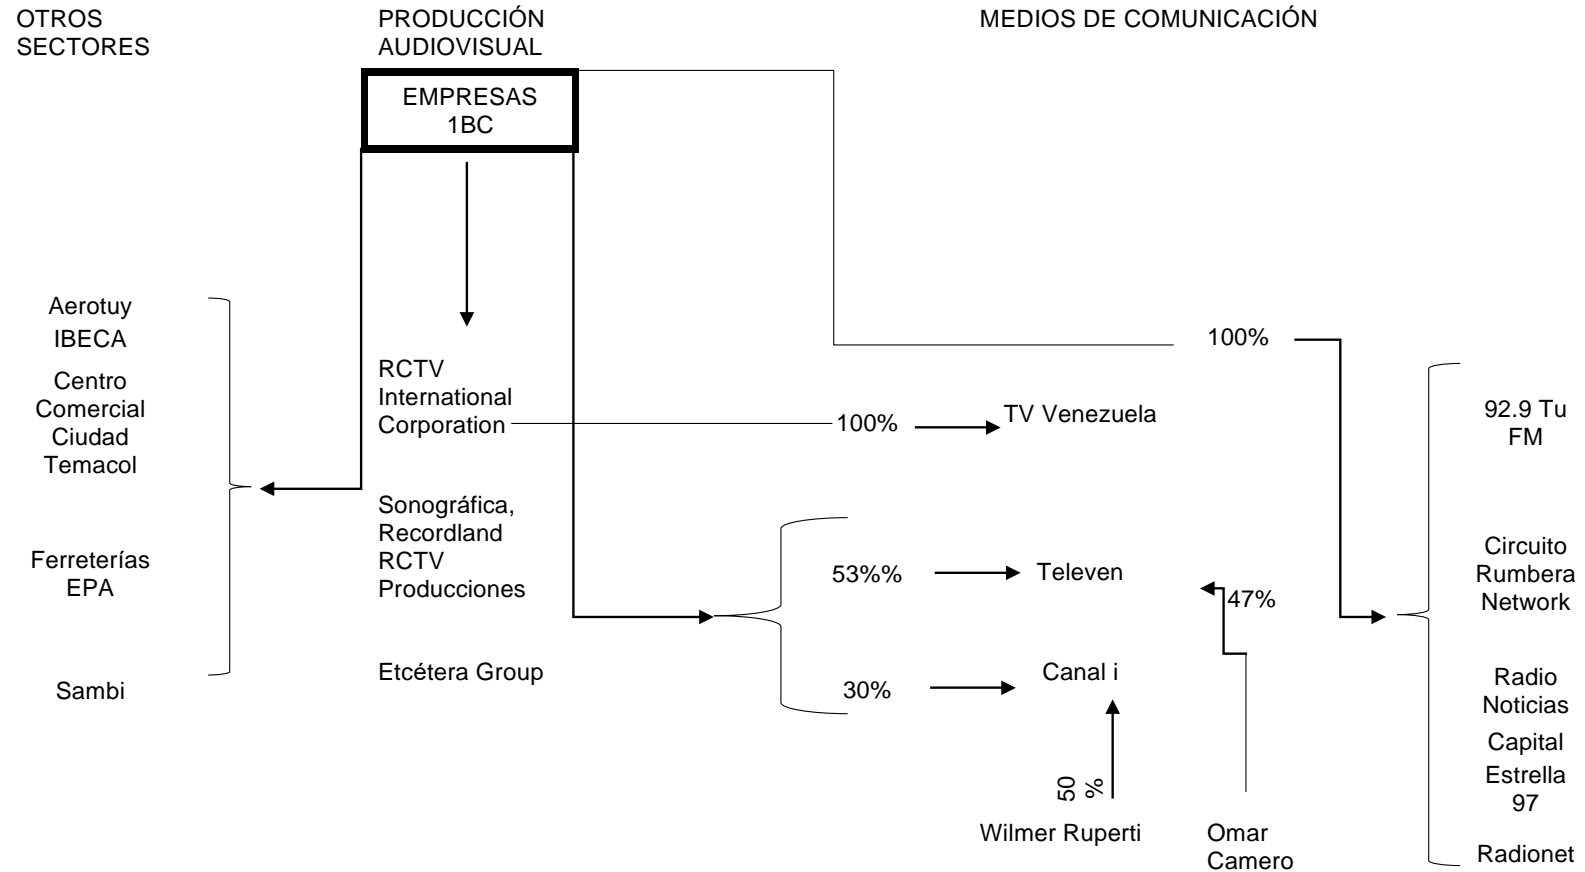 OTROS
SECTORES
PRODUCCIÓN
AUDIOVISUAL
MEDIOS DE COMUNICACIÓN
EMPRESAS
1BC
Aerotuy
IBECA
Centro
Comercial
Ciudad
Temacol
Ferreterías
EPA
Sambi
RCTV
International
Corporation
Sonográfica,
Recordland
RCTV
Producciones
Etcétera Group
100%
100%
TV Venezuela
53%%
Televen
47%
30%
Canal i
50
%
Wilmer Ruperti
Omar
Camero
92.9 Tu
FM
Circuito
Rumbera
Network
Radio
Noticias
Capital
Estrella
97
Radionet